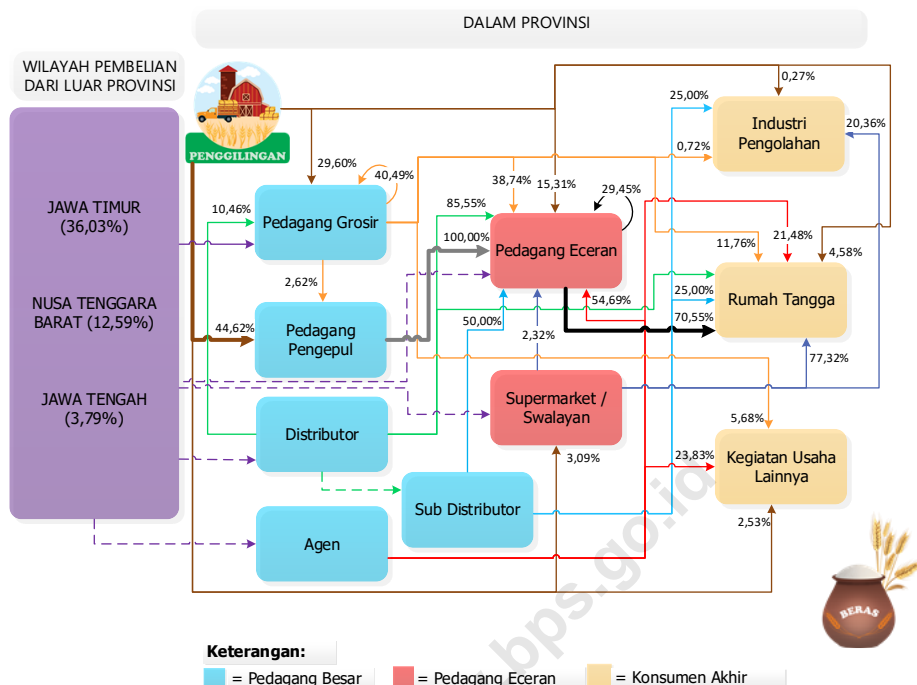 DALAM PROVINSI
WILAYAH PEMBELIAN
DARI LUAR PROVINSI
PENGGILINGAN
0,27%
25,00%
20,36%
Industri
Pengolahan
0,72%
29,60%
40,49%
38,74%
15,31%
29,45%
JAWA TIMUR
(36,03%)
10,46%
Pedagang Grosir
85,55%
100,00%
Pedagang Eceran
11,76%
21,48%
4,58%
2,62%
NUSA TENGGARA
BARAT (12,59%)
44,62%
Pedagang
Pengepul
50,00%
2,32%
54,69%
25,00%
70,55%
Rumah Tangga
77,32%
JAWA TENGAH
(3,79%)
Supermarket /
Swalayan
5,68%
Distributor
3,09%
23,83%
Kegiatan Usaha
Lainnya
Sub Distributor
2,53%
Agen
bps.go.id
BERAS
Keterangan:
= Pedagang Besar
= Pedagang Eceran
= Konsumen Akhir